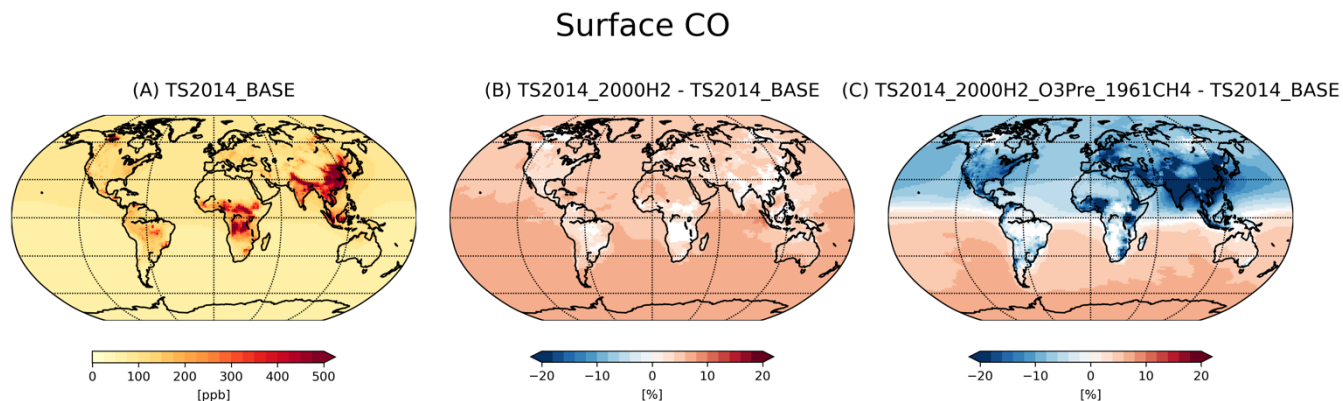 Surface CO
(A) TS2014_BASE
(B) TS2014_2000H2 - TS2014_BASE
(C) TS2014_2000H2_O3Pre_1961CH4 - TS2014_BASE
0 100 200 300 400 500
[ppb]
−20 −10 0 10 20
[%]
−20 −10 0 10 20
[%]